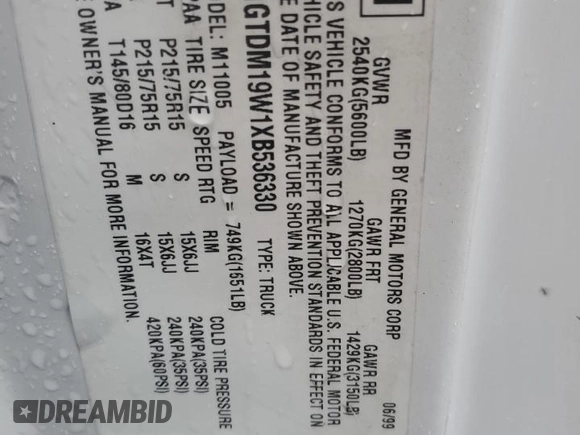 MFD BY GENERAL MOTORS CORP 06/99
GVWR GAWR FRT GAWR RR
2540KG(5600LB) 1270KG(2800LB) 1429KG(3150LB)
S VEHICLE CONFORMS TO ALL APPLICABLE U.S. FEDERAL MOTOR
HICLE SAFETY AND THEFT PREVENTION STANDARDS IN EFFECT ON
E DATE OF MANUFACTURE SHOWN ABOVE.
GTDM19W1XB536330 TYPE: TRUCK
ODEL: M11005 PAYLOAD = 749KG(1651LB)
TIRE SIZE SPEED RTG RIM COLD TIRE PRESSURE
P215/75R15 S 15X6JJ 240KPA(35PSI)
P215/75R15 S 15X6JJ 240KPA(35PSI)
A T145/80D16 M 16X4T 420KPA(60PSI)
OWNER'S MANUAL FOR MORE INFORMATION.
DREAMBID